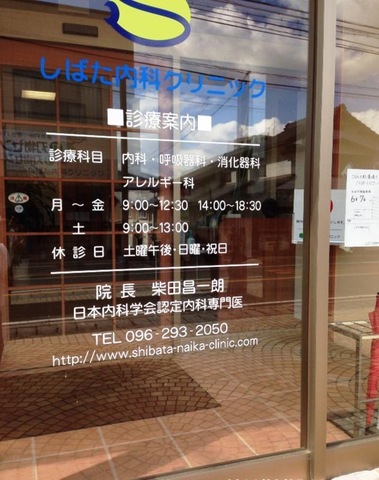 しばた内科クリニック
■診療案内■
診療科目 内科・呼吸器科・消化器科
アレルギー科
月～金 9:00～12:30 14:00～18:30
土 9:00～13:00
休診日 土曜午後・日曜・祝日
院長 柴田昌一朗
日本内科学会認定内科専門医
TEL 096-293-2050
http://www.shibata-naika-clinic.com